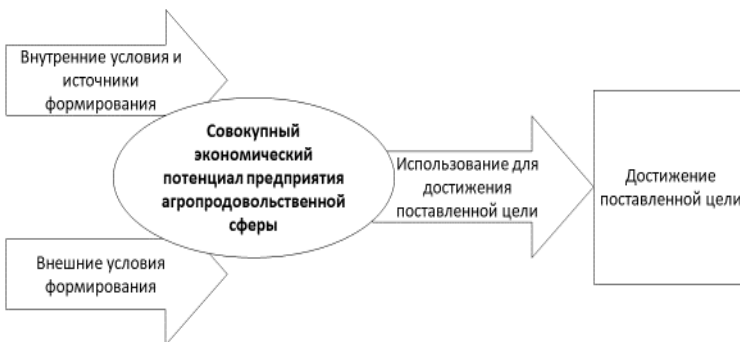 Внутренние условия и
источники
формирования
Совокупный
экономический
потенциал предприятия
агропродовольственной
сферы
Внешние условия
формирования
Использование для
достижения
поставленной цели
Достижение
поставленной цели